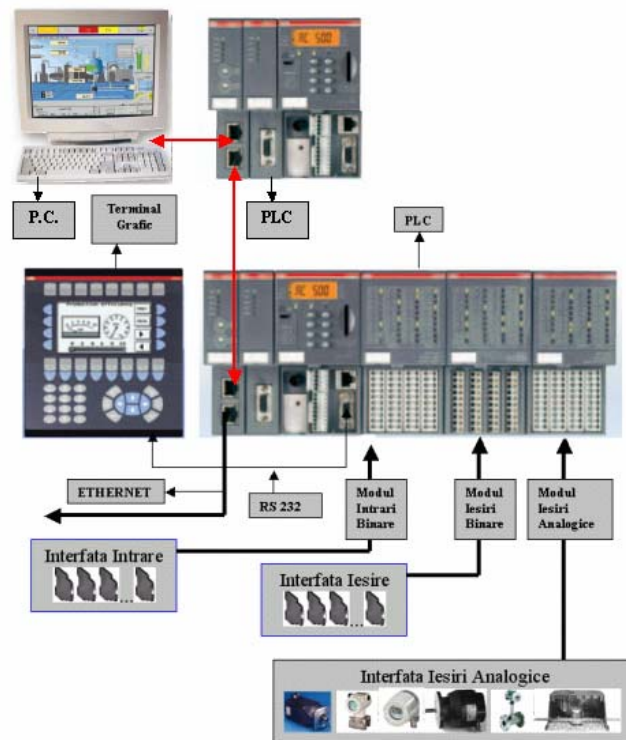 AC 500
P.C.
Terminal
Grafic
PLC
PLC
AC 500
ETHERNET
RS 232
Modul
Intrari
Binare
Modul
Iesiri
Binare
Modul
Iesiri
Analogice
Interfata Intrare
...
Interfata Iesire
...
Interfata Iesiri Analogice